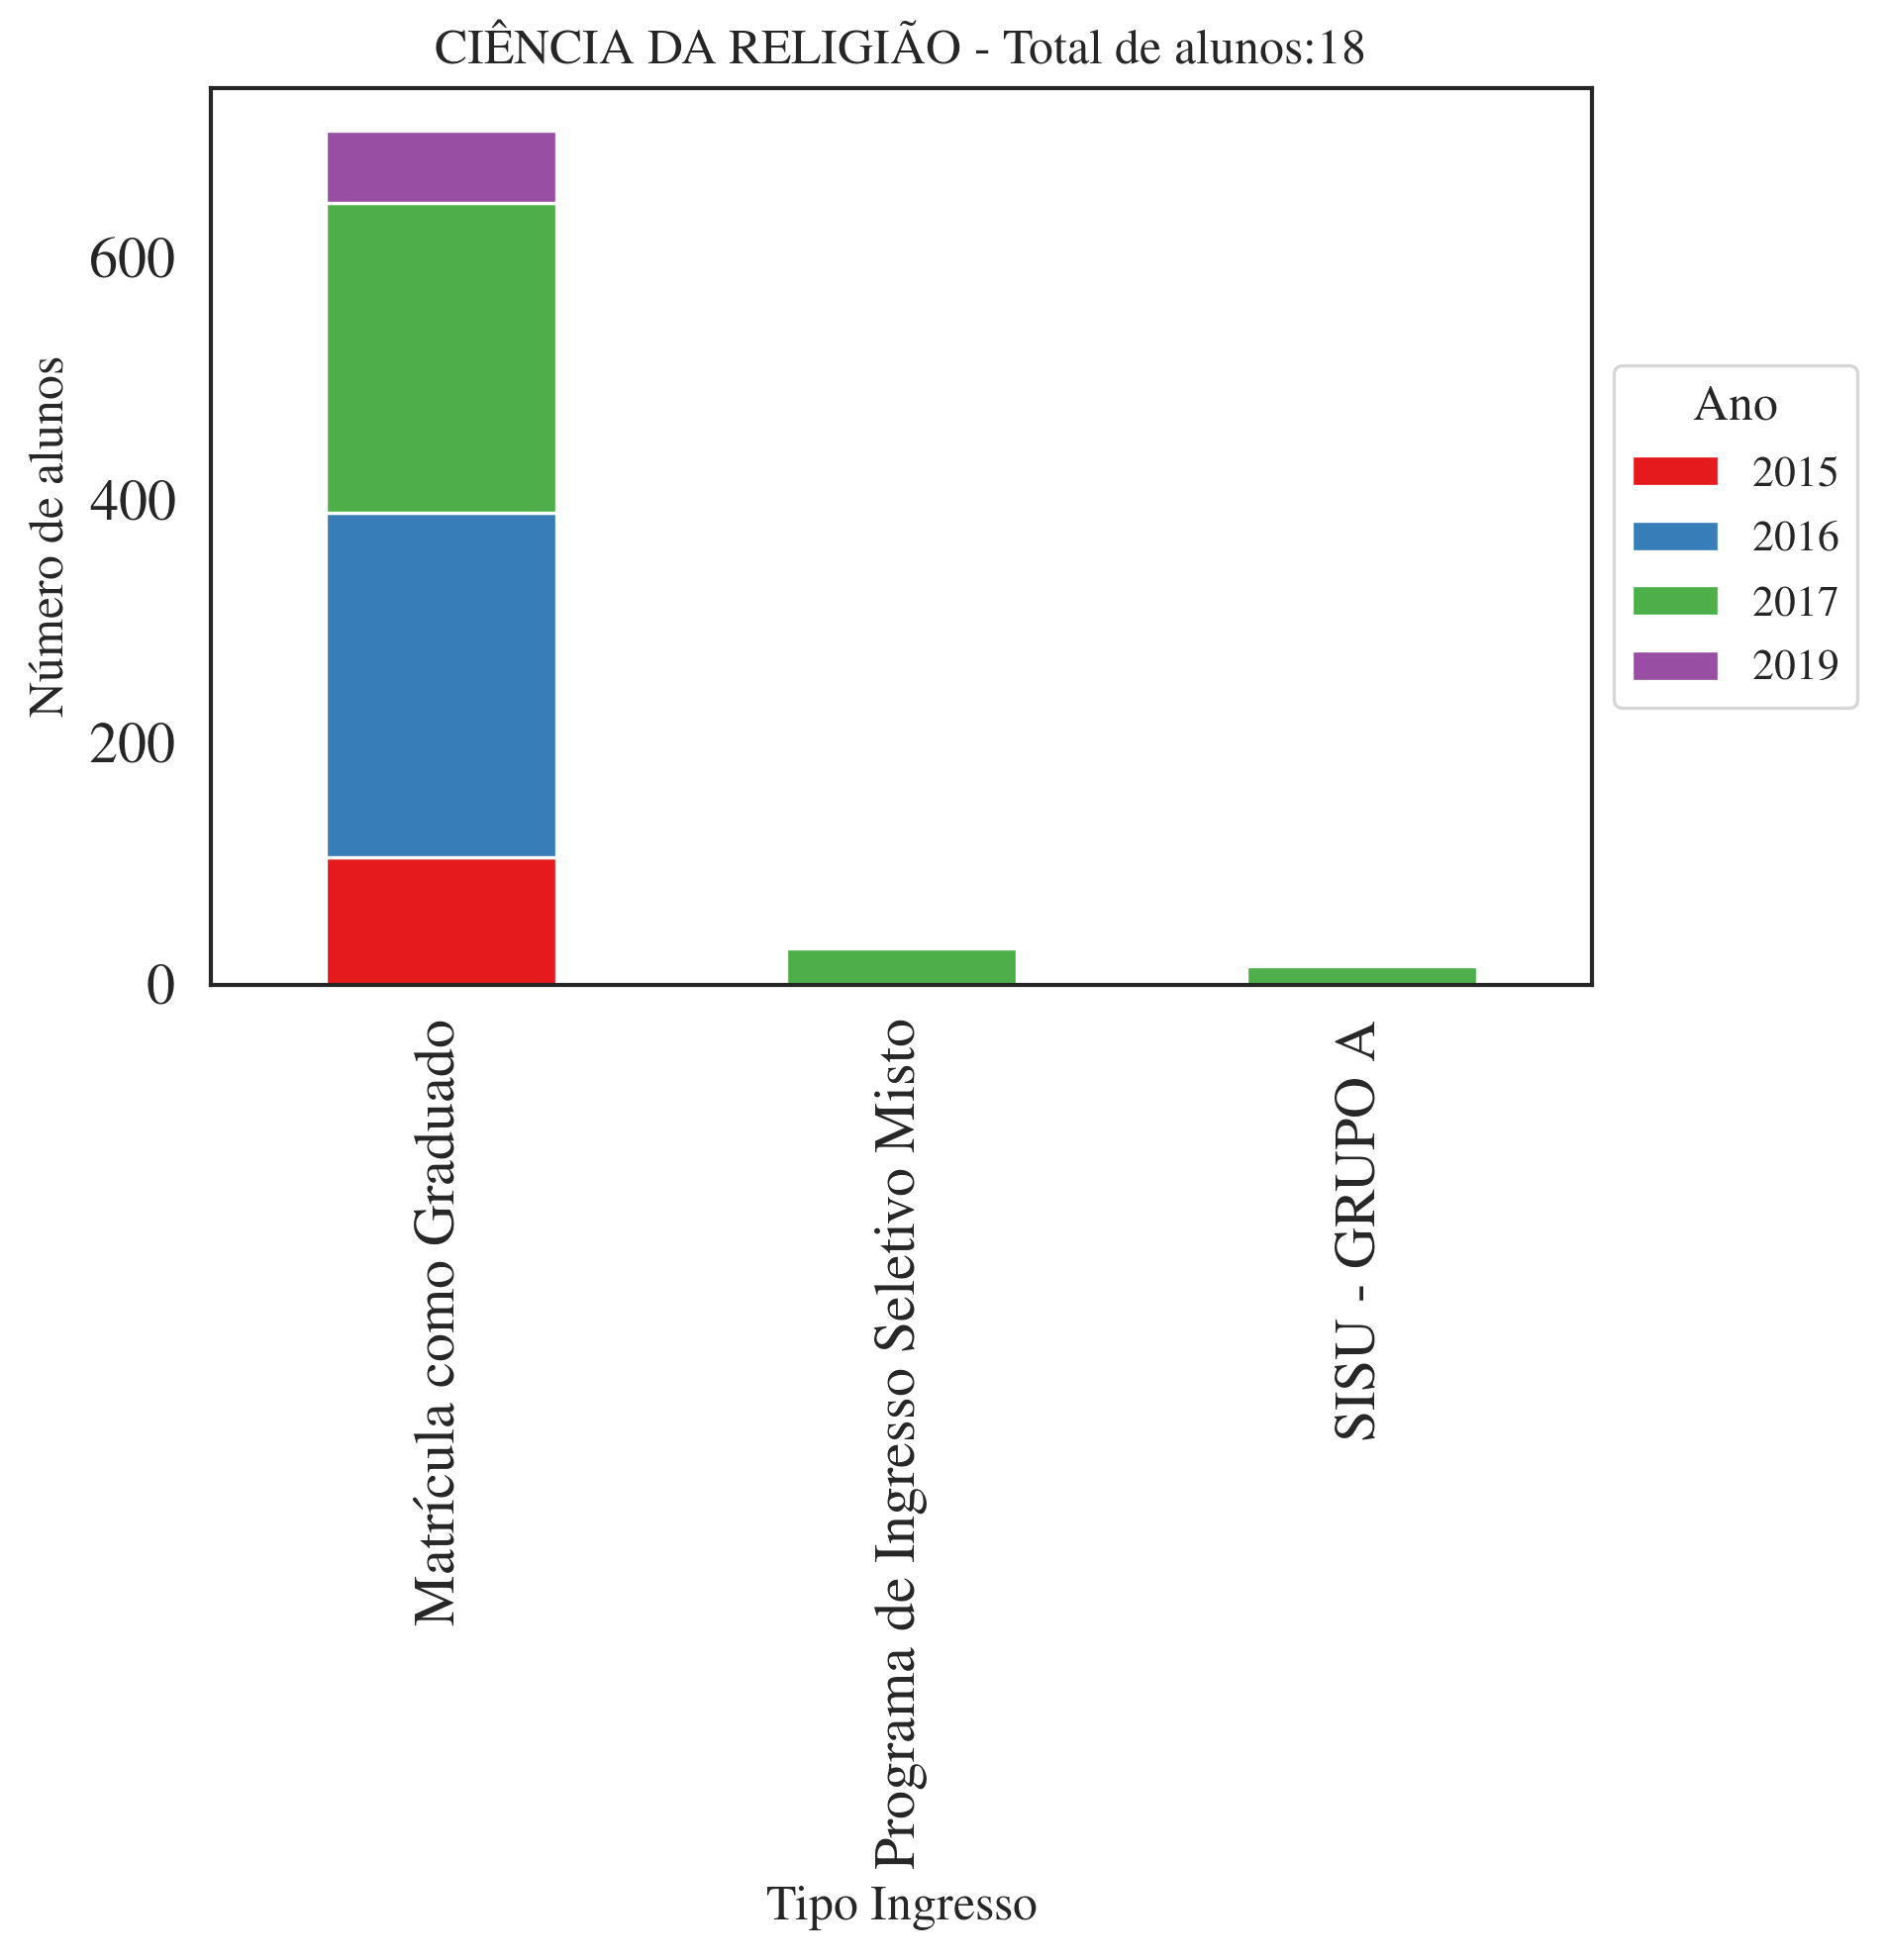 CIÊNCIA DA RELIGIÃO - Total de alunos:18
Número de alunos
600
400
200
0
Ano
2015
2016
2017
2019
Matrícula como Graduado
Programa de Ingresso Seletivo Misto
SISU - GRUPO A
Tipo Ingresso